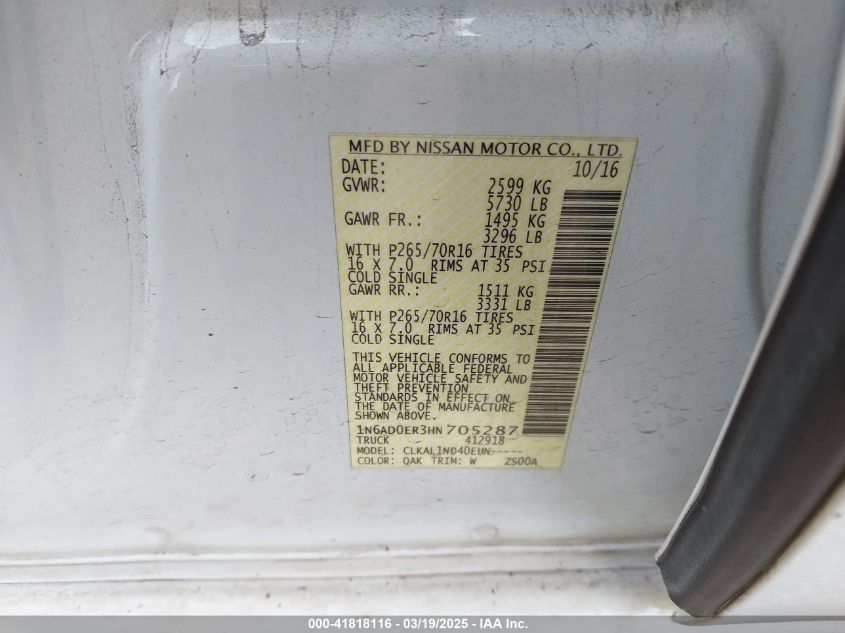 MFD BY NISSAN MOTOR CO., LTD.
DATE: 10/16
GVWR: 2599 KG
5730 LB
GAWR FR.: 1495 KG
3296 LB
WITH P265/70R16 TIRES
16 X 7.0 RIMS AT 35 PSI
COLD SINGLE
GAWR RR.: 1511 KG
3331 LB
WITH P265/70R16 TIRES
16 X 7.0 RIMS AT 35 PSI
COLD SINGLE
THIS VEHICLE CONFORMS TO
ALL APPLICABLE FEDERAL
MOTOR VEHICLE SAFETY AND
THEFT PREVENTION
STANDARDS IN EFFECT ON
THE DATE OF MANUFACTURE
SHOWN ABOVE.
1N6AD0ER3HN705287
TRUCK 412918
MODEL: CLKAL1ND40EUN-----
COLOR: QAK TRIM: W ZS00A
000-41818116 - 03/19/2025 - IAA Inc.